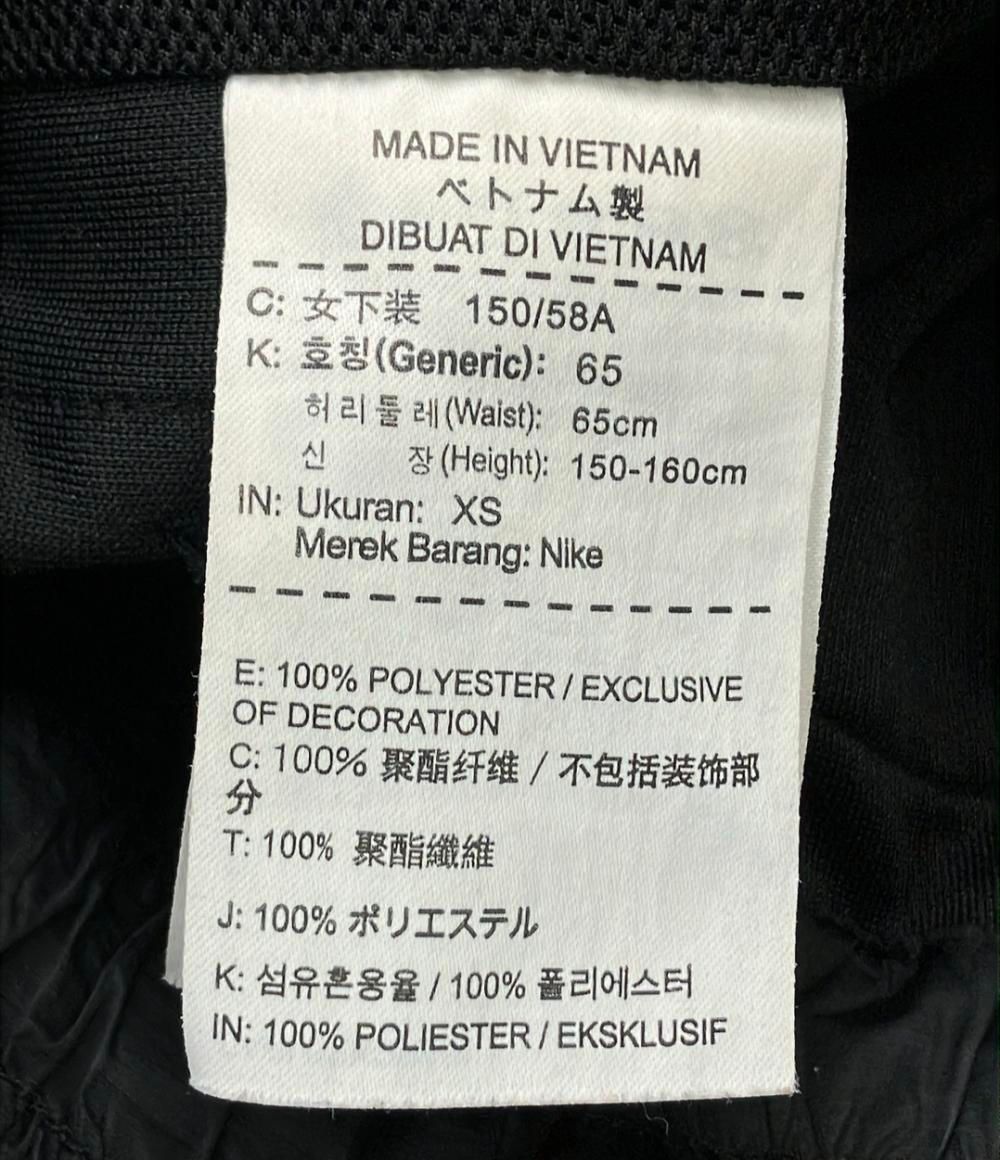 MADE IN VIETNAM
ベトナム製
DIBUAT DI VIETNAM
C: 女下装 150/58A
K: 호칭(Generic): 65
허리둘레(Waist): 65cm
신 장(Height): 150-160cm
IN: Ukuran: XS
Merek Barang: Nike
E: 100% POLYESTER / EXCLUSIVE
OF DECORATION
C: 100% 聚酯纤维 / 不包括装饰部
分
T: 100% 聚酯纖維
J: 100% ポリエステル
K: 섬유혼용율 / 100% 폴리에스터
IN: 100% POLIESTER / EKSKLUSIF